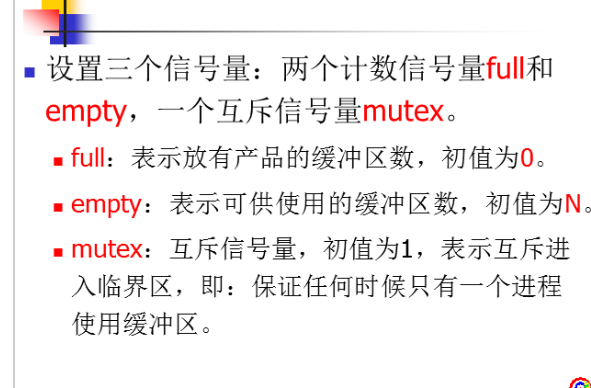 设置三个信号量：两个计数信号量full和
empty，一个互斥信号量mutex。
full：表示放有产品的缓冲区数，初值为0。
empty：表示可供使用的缓冲区数，初值为N。
mutex：互斥信号量，初值为1，表示互斥进
入临界区，即：保证任何时候只有一个进程
使用缓冲区。